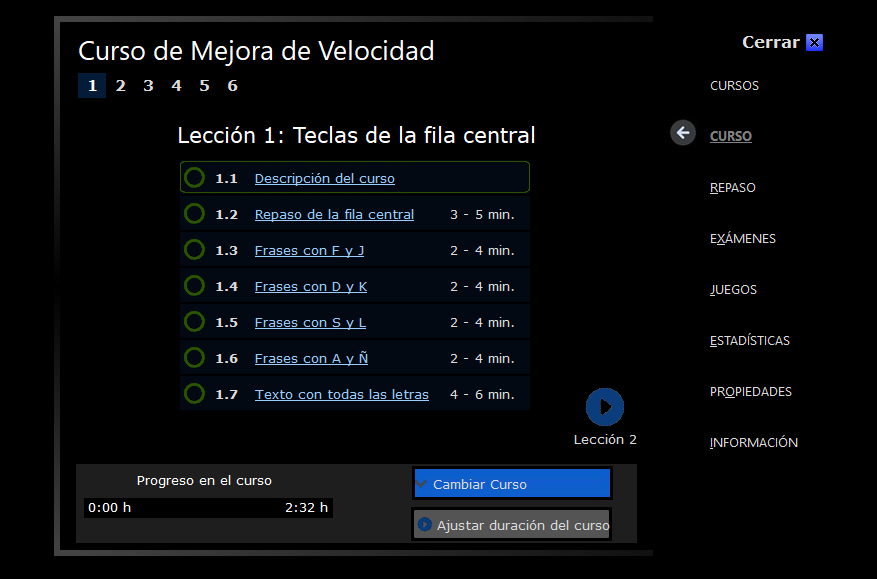 Curso de Mejora de Velocidad
1 2 3 4 5 6
Lección 1: Teclas de la fila central
1.1 Descripción del curso
1.2 Repaso de la fila central 3 - 5 min.
1.3 Frases con F y J 2 - 4 min.
1.4 Frases con D y K 2 - 4 min.
1.5 Frases con S y L 2 - 4 min.
1.6 Frases con A y Ñ 2 - 4 min.
1.7 Texto con todas las letras 4 - 6 min.
Lección 2
Progreso en el curso
0:00 h 2:32 h
Cambiar Curso
Ajustar duración del curso
Cerrar
CURSOS
CURSO
REPASO
EXÁMENES
JUEGOS
ESTADÍSTICAS
PROPIEDADES
INFORMACIÓN